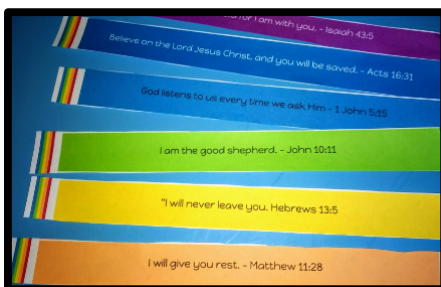 for I am with you. - Isaiah 43:5
Believe on the Lord Jesus Christ, and you will be saved. - Acts 16:31
God listens to us every time we ask Him - 1 John 5:15
I am the good shepherd. - John 10:11
"I will never leave you. Hebrews 13:5
I will give you rest. - Matthew 11:28